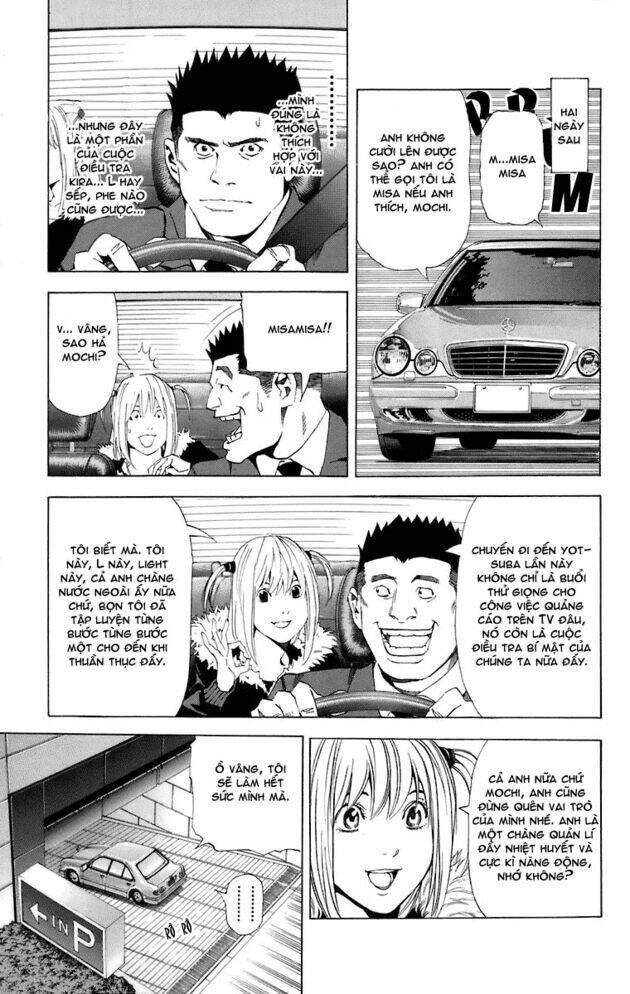 HAI
NGÀY
SAU
M...MISA
MISA
ANH KHÔNG
CƯỜI LÊN ĐƯỢC
SAO? ANH CÓ
THỂ GỌI TÔI LÀ
MISA NẾU ANH
THÍCH, MOCHI.
...MÌNH
ĐÚNG LÀ
KHÔNG
THÍCH
HỢP VỚI
VAI NÀY...
...NHƯNG ĐÂY
LÀ MỘT PHẦN
CỦA CUỘC
ĐIỀU TRA
KIRA... L HAY
SẾP, PHE NÀO
CŨNG ĐƯỢC...
MISAMISA!!
V... VÂNG,
SAO HẢ
MOCHI?
CHUYẾN ĐI ĐẾN YOT-
SUBA LẦN NÀY
KHÔNG CHỈ LÀ BUỔI
THỬ GIỌNG CHO
CÔNG VIỆC QUẢNG
CÁO TRÊN TV ĐÂU,
NÓ CÒN LÀ CUỘC
ĐIỀU TRA BÍ MẬT CỦA
CHÚNG TA NỮA ĐẤY.
TÔI BIẾT MÀ. TÔI
NÀY, L NÀY, LIGHT
NÀY, CẢ ANH CHÀNG
NƯỚC NGOÀI ẤY NỮA
CHỨ, BỌN TÔI ĐÃ
TẬP LUYỆN TỪNG
BƯỚC TỪNG BƯỚC
MỘT CHO ĐẾN KHI
THUẦN THỤC ĐẤY.
CẢ ANH NỮA CHỨ
MOCHI, ANH CŨNG
ĐỪNG QUÊN VAI TRÒ
CỦA MÌNH NHÉ. ANH LÀ
MỘT CHÀNG QUẢN LÍ
ĐẦY NHIỆT HUYẾT VÀ
CỰC KÌ NĂNG ĐỘNG,
NHỚ KHÔNG?
Ồ VÂNG, TÔI
SẼ LÀM HẾT
SỨC MÌNH MÀ.
←IN P